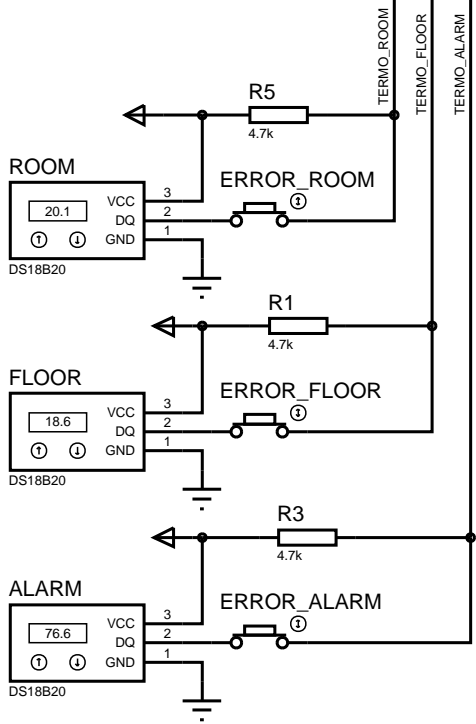 TERMO_ROOM
TERMO_FLOOR
TERMO_ALARM
R5
4.7k
ROOM
ERROR_ROOM
20.1
VCC 3
DQ 2
GND 1
DS18B20
R1
4.7k
FLOOR
ERROR_FLOOR
18.6
VCC 3
DQ 2
GND 1
DS18B20
R3
4.7k
ALARM
ERROR_ALARM
76.6
VCC 3
DQ 2
GND 1
DS18B20